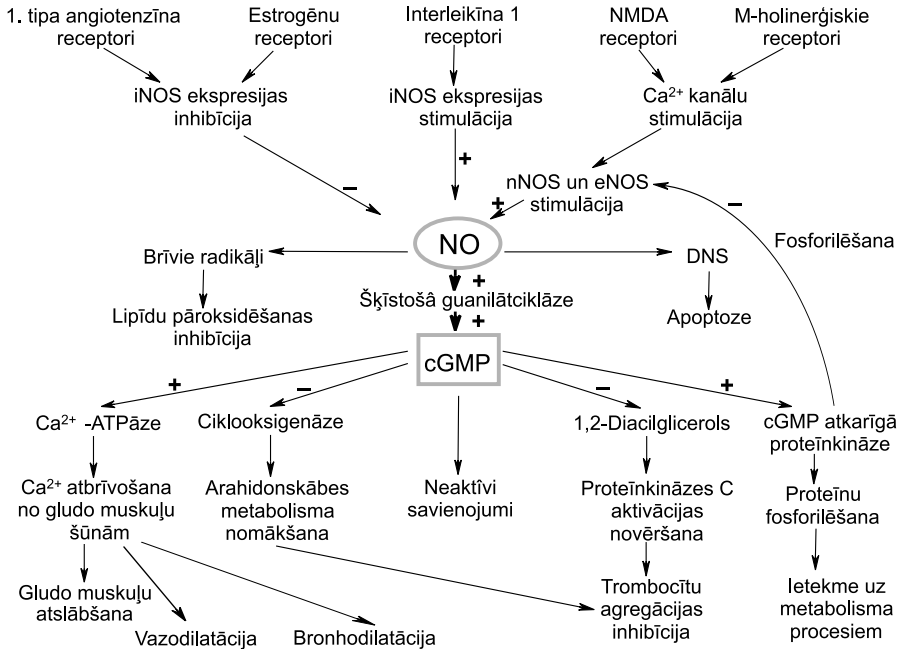 1. tipa angiotenzīna
receptori
Estrogēnu
receptori
Interleikīna 1
receptori
NMDA
receptori
M-holinerģiskie
receptori
iNOS ekspresijas
inhibīcija
iNOS ekspresijas
stimulācija
Ca²⁺ kanālu
stimulācija
nNOS un eNOS
stimulācija
+
−
+
−
NO
Fosforilēšana
Brīvie radikāļi
DNS
+
Šķīstošâ guanilātciklāze
+
Lipīdu pāroksidēšanas
inhibīcija
Apoptoze
cGMP
+
−
−
+
Ca²⁺ -ATPāze
Ciklooksigenāze
1,2-Diacilglicerols
cGMP atkarīgā
proteīnkināze
Ca²⁺ atbrīvošana
no gludo muskuļu
šūnām
Arahidonskābes
metabolisma
nomākšana
Neaktīvi
savienojumi
Proteīnkināzes C
aktivācijas
novēršana
Proteīnu
fosforilēšana
Gludo muskuļu
atslābšana
Vazodilatācija
Bronhodilatācija
Trombocītu
agregācijas
inhibīcija
Ietekme uz
metabolisma
procesiem